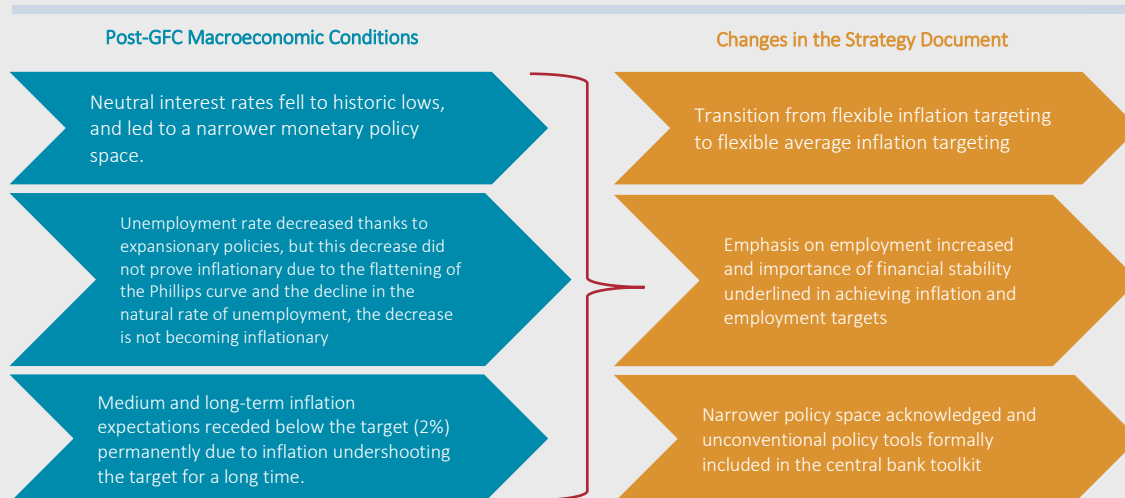 Post-GFC Macroeconomic Conditions
Neutral interest rates fell to historic lows,
and led to a narrower monetary policy
space.
Unemployment rate decreased thanks to
expansionary policies, but this decrease did
not prove inflationary due to the flattening of
the Phillips curve and the decline in the
natural rate of unemployment, the decrease
is not becoming inflationary
Medium and long-term inflation
expectations receded below the target (2%)
permanently due to inflation undershooting
the target for a long time.
Changes in the Strategy Document
Transition from flexible inflation targeting
to flexible average inflation targeting
Emphasis on employment increased
and importance of financial stability
underlined in achieving inflation and
employment targets
Narrower policy space acknowledged and
unconventional policy tools formally
included in the central bank toolkit